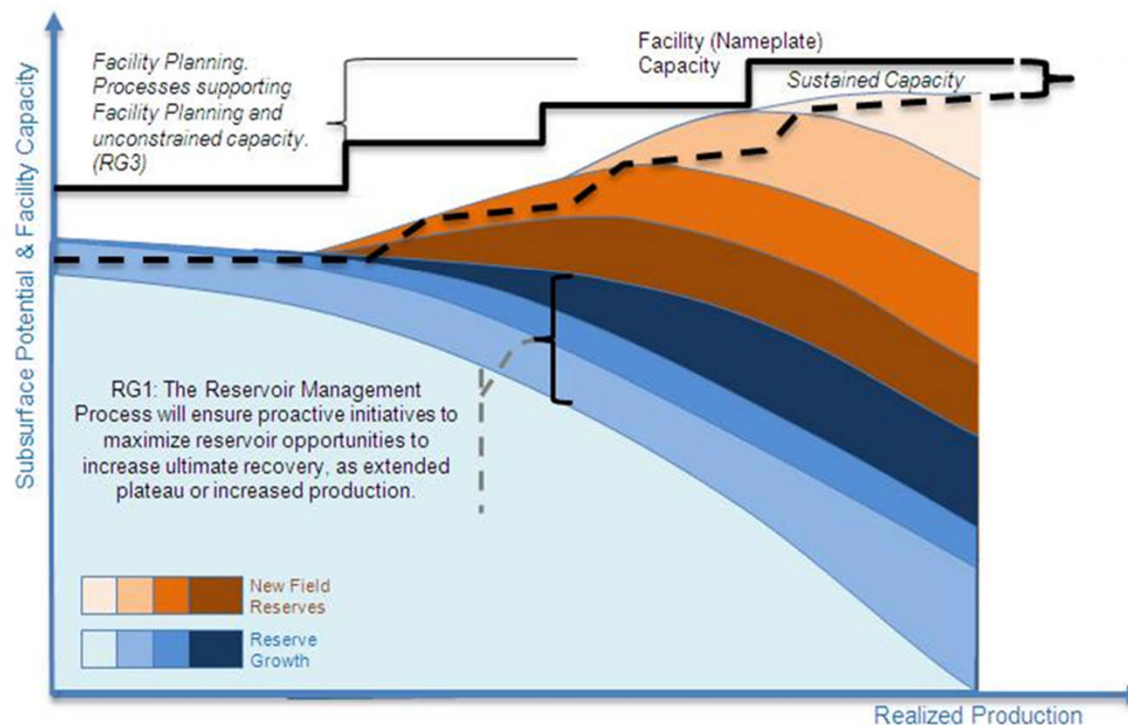 Subsurface Potential & Facility Capacity
Facility Planning.
Processes supporting
Facility Planning and
unconstrained capacity.
(RG3)
Facility (Nameplate)
Capacity
Sustained Capacity
RG1: The Reservoir Management
Process will ensure proactive initiatives to
maximize reservoir opportunities to
increase ultimate recovery, as extended
plateau or increased production.
New Field
Reserves
Reserve
Growth
Realized Production